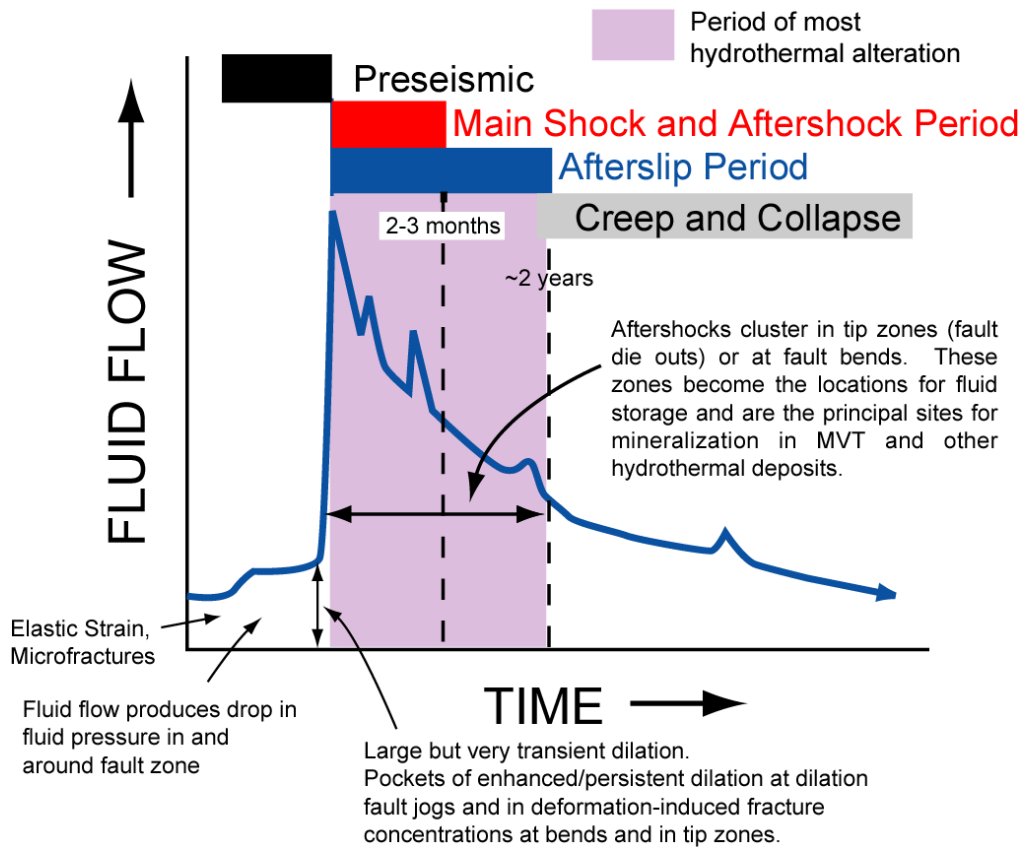 Period of most
hydrothermal alteration
Preseismic
Main Shock and Aftershock Period
Afterslip Period
Creep and Collapse
2-3 months
~2 years
FLUID FLOW
Aftershocks cluster in tip zones (fault
die outs) or at fault bends. These
zones become the locations for fluid
storage and are the principal sites for
mineralization in MVT and other
hydrothermal deposits.
Elastic Strain,
Microfractures
Fluid flow produces drop in
fluid pressure in and
around fault zone
TIME
Large but very transient dilation.
Pockets of enhanced/persistent dilation at dilation
fault jogs and in deformation-induced fracture
concentrations at bends and in tip zones.